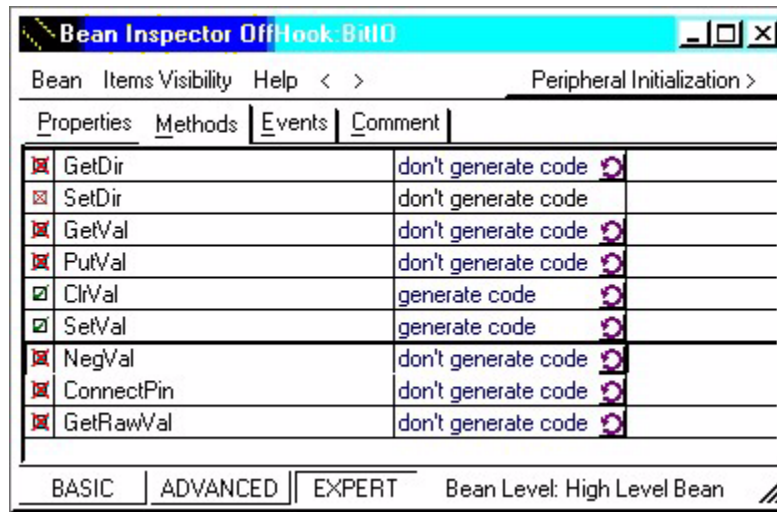 Bean Inspector OffHook:BitIO
Bean Items Visibility Help < > Peripheral Initialization >
Properties Methods Events Comment
GetDir don't generate code
SetDir don't generate code
GetVal don't generate code
PutVal don't generate code
ClrVal generate code
SetVal generate code
NegVal don't generate code
ConnectPin don't generate code
GetRawVal don't generate code
BASIC ADVANCED EXPERT Bean Level: High Level Bean